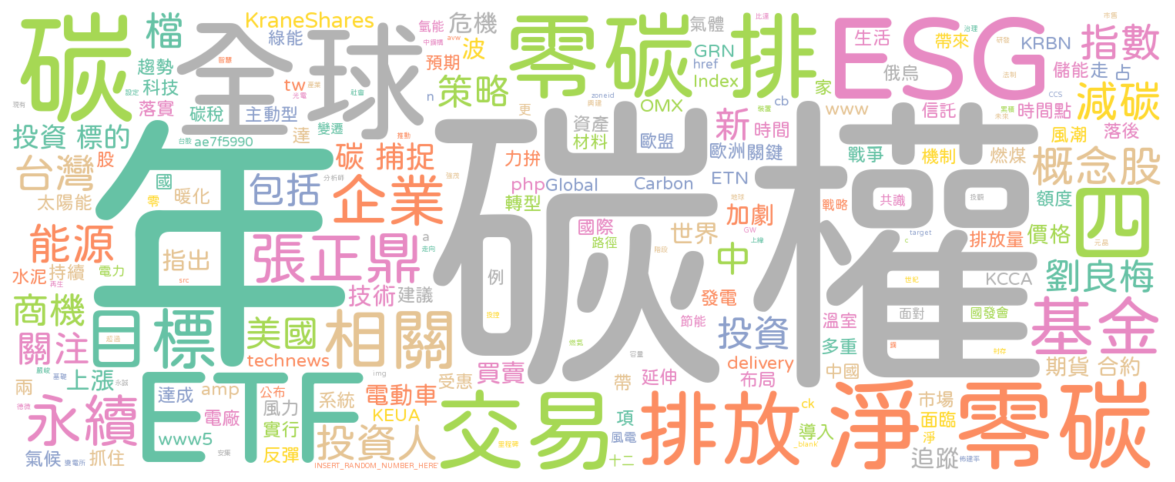 碳
檔
全球
KraneShares
綠能
氫能
危機
波
預期
零碳排
氣體
GRN
href
Index
ESG
生活
帶來
KRBN
指數
俄烏
儲能
走
占
趨勢
科技
tw
策略
OMX
家
減碳
落實
碳稅
主動型
n
更
cb
www
信託
時間點
投資
標的
ae7f5990
變遷
達
資產
材料
歐盟
新
時間
風潮
落後
股
碳
捕捉
力拚
歐洲
關鍵
戰爭
機制
燃煤
概念股
台灣
國
暖化
包括
企業
php
Global
Carbon
ETN
轉型
共識
額度
四
太陽能
零
年
碳權
加劇
戰略
能源
張正鼎
a
國際
路徑
世界
target
排放量
價格
水泥
持續
電力
指出
src
技術
建議
例
中
KCCA
劉良梅
商機
目標
美國
相關
發電
節能
投資
溫室
面對
國發會
基金
關注
technews
買賣
delivery
多重
上漲
img
兩
ETF
達成
amp
公布
電動車
受惠
帶
延伸
布局
中國
期貨
合約
永續
電廠
風力
系統
KEUA
交易
項
排放
ck
導入
市場
面臨
淨零碳
www5
實行
投資人
風電
_blank
淨
氣候
抓住
反彈
INSERT_RANDOM_NUMBER_HERE
十二
追蹤